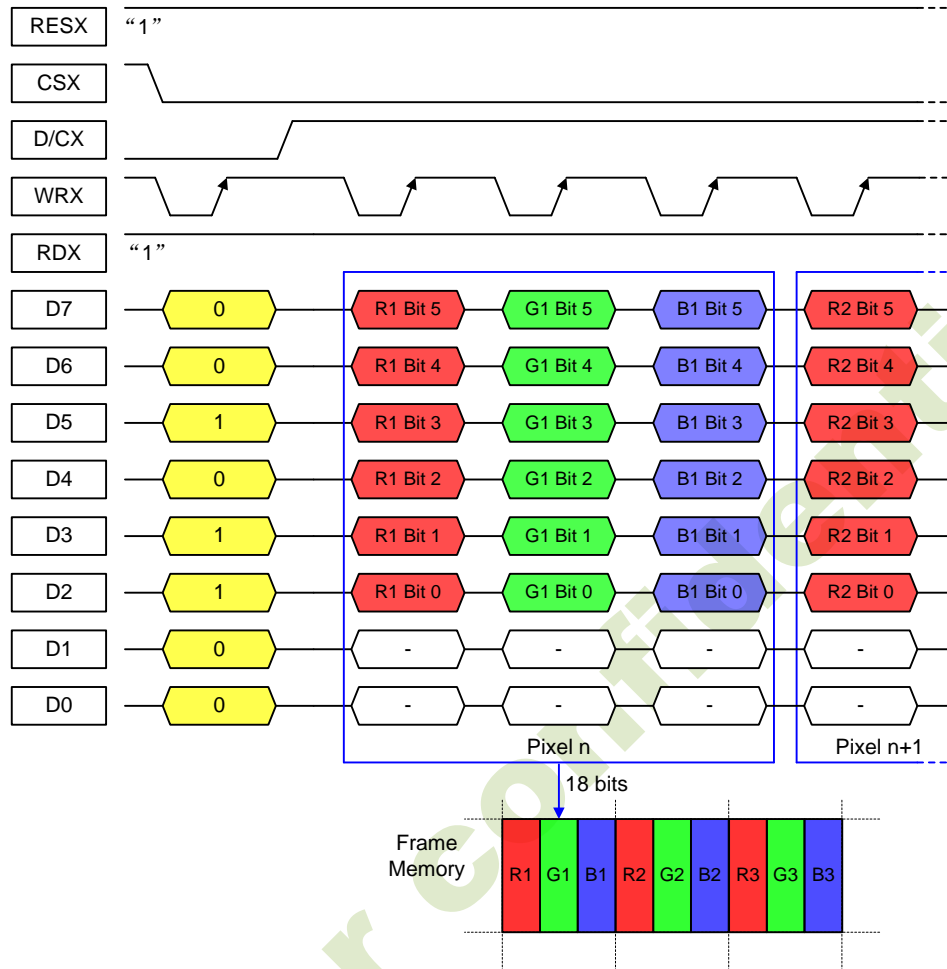 RESX “1”
CSX
D/CX
WRX
RDX “1”
D7 0 R1 Bit 5 G1 Bit 5 B1 Bit 5 R2 Bit 5
D6 0 R1 Bit 4 G1 Bit 4 B1 Bit 4 R2 Bit 4
D5 1 R1 Bit 3 G1 Bit 3 B1 Bit 3 R2 Bit 3
D4 0 R1 Bit 2 G1 Bit 2 B1 Bit 2 R2 Bit 2
D3 1 R1 Bit 1 G1 Bit 1 B1 Bit 1 R2 Bit 1
D2 1 R1 Bit 0 G1 Bit 0 B1 Bit 0 R2 Bit 0
D1 0 - - - -
D0 0 - - - -
Pixel n Pixel n+1
18 bits
Frame
Memory
R1 G1 B1 R2 G2 B2 R3 G3 B3
r confidenti